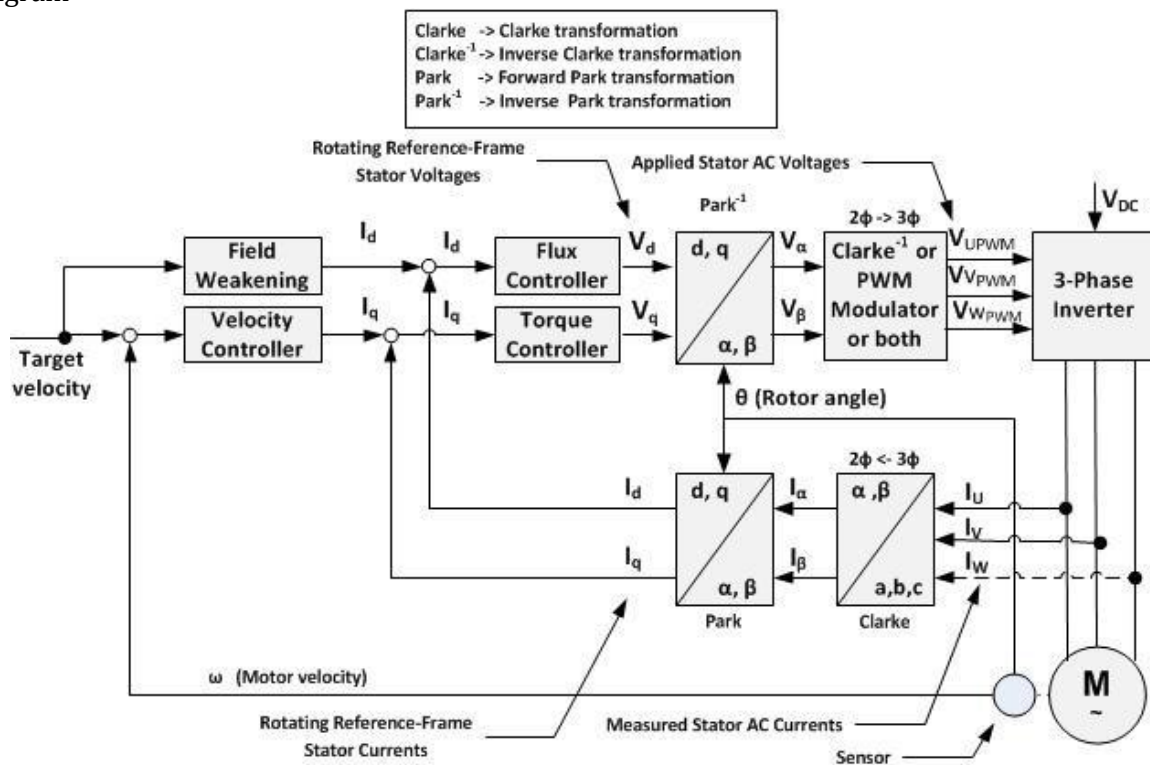 agram
Clarke -> Clarke transformation
Clarke⁻¹ -> Inverse Clarke transformation
Park -> Forward Park transformation
Park⁻¹ -> Inverse Park transformation
Rotating Reference-Frame
Stator Voltages
Applied Stator AC Voltages
Park⁻¹
2ϕ -> 3ϕ
V_DC
I_d
I_d
V_d
V_α
V_UPWM
Field
Weakening
Flux
Controller
d, q
α, β
Clarke⁻¹ or
PWM
Modulator
or both
3-Phase
Inverter
I_q
I_q
V_q
V_β
V_VPWM
V_WPWM
Velocity
Controller
Torque
Controller
Target
velocity
θ (Rotor angle)
2ϕ <- 3ϕ
I_d
d, q
α, β
I_α
α ,β
a,b,c
I_U
I_V
I_q
I_β
I_W
Park
Clarke
ω (Motor velocity)
M
~
Rotating Reference-Frame
Stator Currents
Measured Stator AC Currents
Sensor